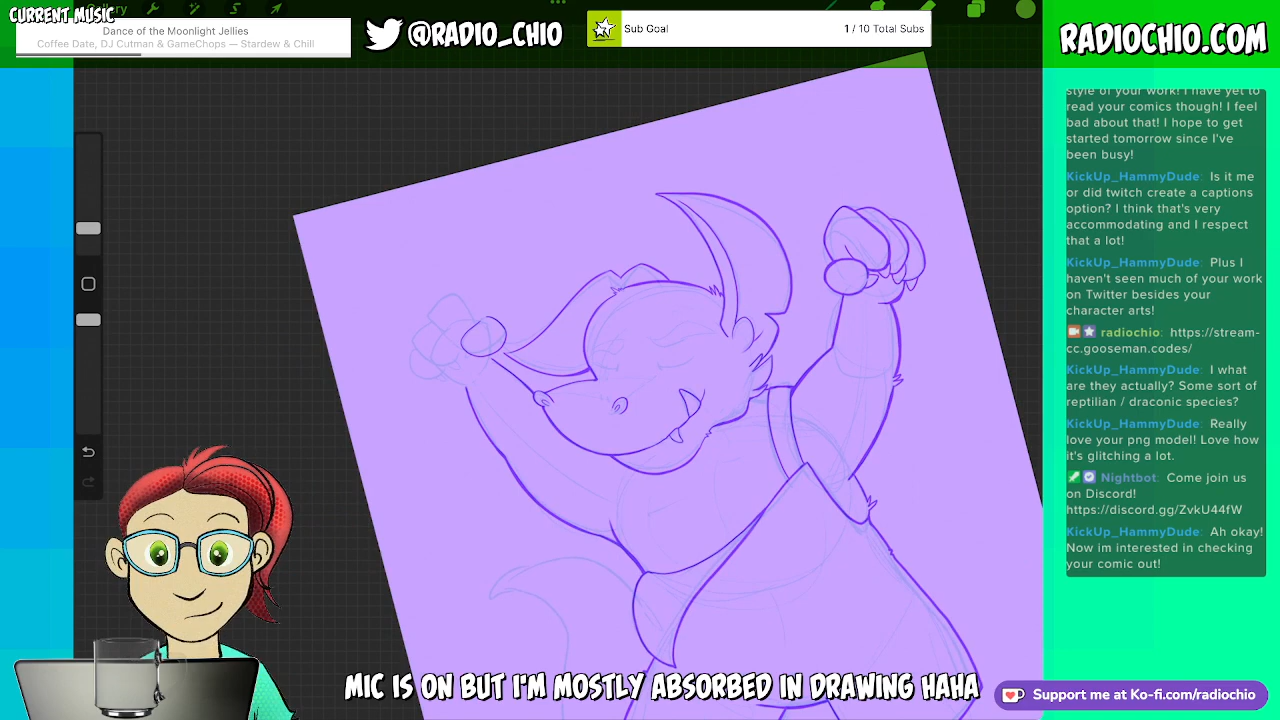 CURRENT MUSIC
Gallery
Dance of the Moonlight Jellies
Coffee Date, DJ Cutman & GameChops — Stardew & Chill
@RADIO_CHIO
Sub Goal
1 / 10 Total Subs
RADIOCHIO.COM
style of your work! I have yet to
read your comics though! I feel
bad about that! I hope to get
started tomorrow since I've
been busy!
KickUp_HammyDude: Is it me
or did twitch create a captions
option? I think that's very
accommodating and I respect
that a lot!
KickUp_HammyDude: Plus I
haven't seen much of your work
on Twitter besides your
character arts!
radiochio: https://stream-
cc.gooseman.codes/
KickUp_HammyDude: I what
are they actually? Some sort of
reptilian / draconic species?
KickUp_HammyDude: Really
love your png model! Love how
it's glitching a lot.
Nightbot: Come join us
on Discord!
https://discord.gg/ZvkU44fW
KickUp_HammyDude: Ah okay!
Now im interested in checking
your comic out!
MIC IS ON BUT I'M MOSTLY ABSORBED IN DRAWING HAHA
Support me at Ko-fi.com/radiochio